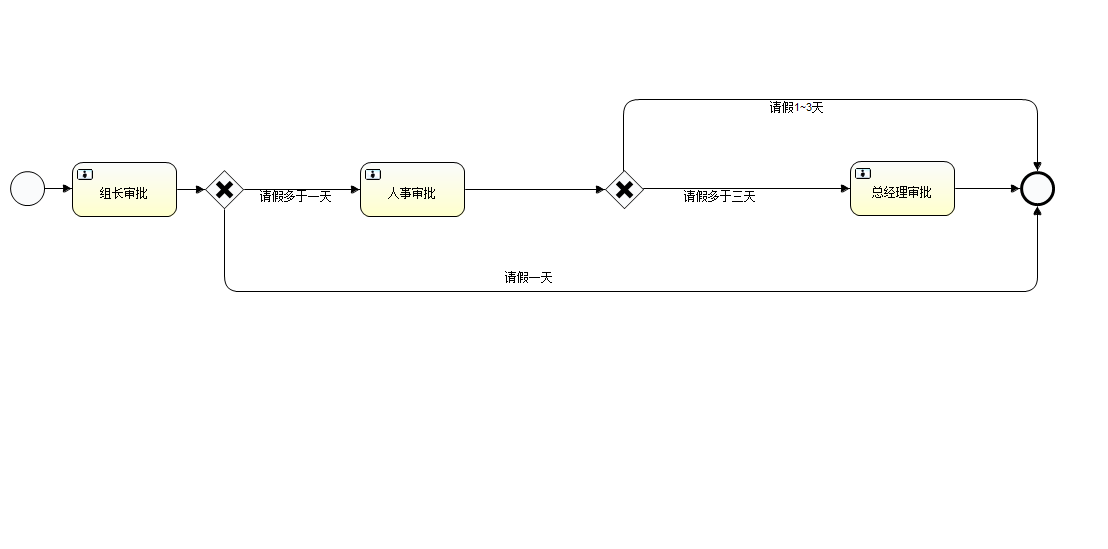 请假1~3天
组长审批
请假多于一天
人事审批
请假多于三天
总经理审批
请假一天